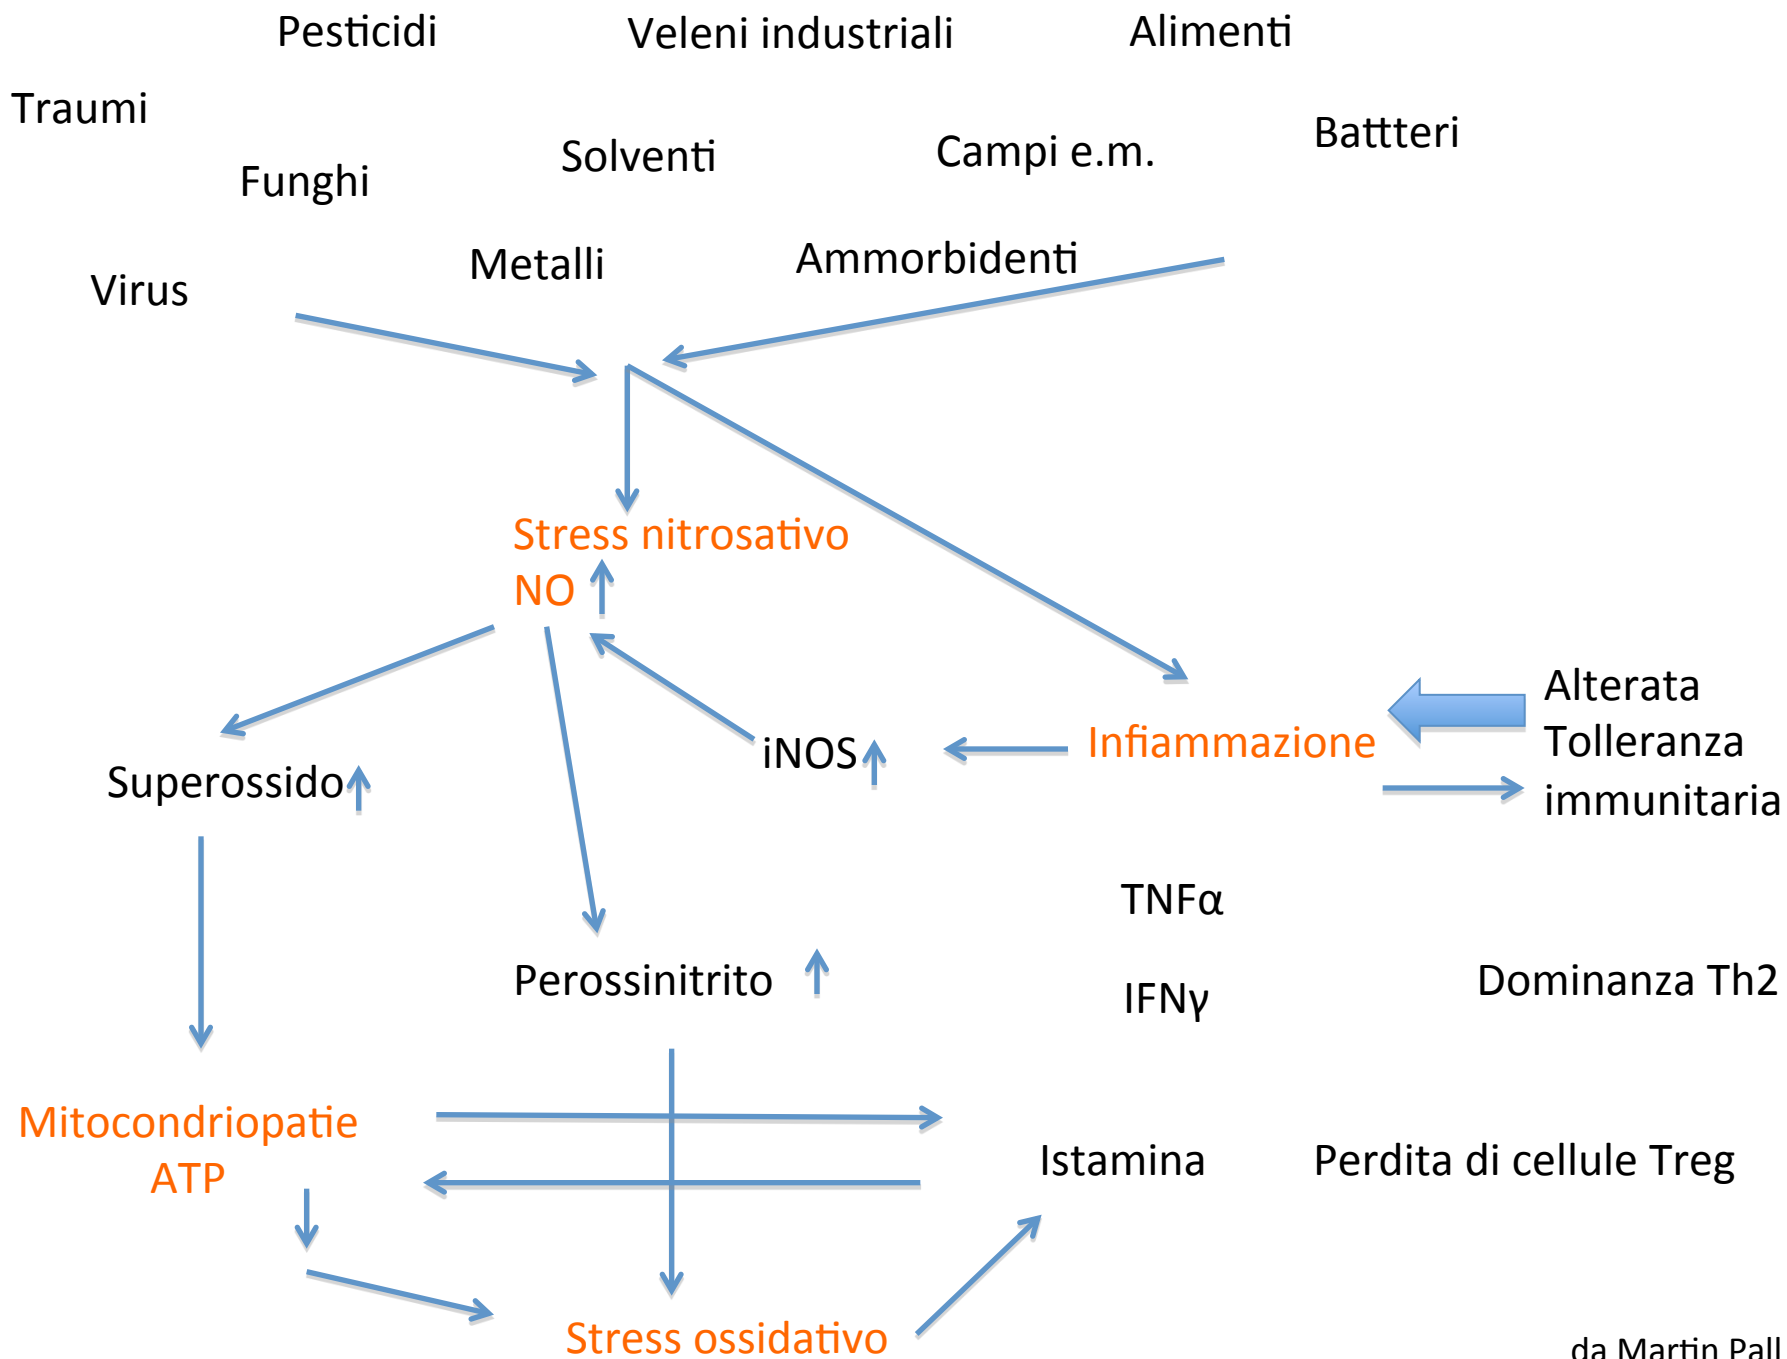 Pesticidi
Veleni industriali
Alimenti
Traumi
Battteri
Solventi
Campi e.m.
Funghi
Metalli
Ammorbidenti
Virus
Stress nitrosativo
NO
Alterata
Tolleranza
immunitaria
Infiammazione
iNOS
Superossido
TNFα
Perossinitrito
IFNγ
Dominanza Th2
Mitocondriopatie
ATP
Istamina
Perdita di cellule Treg
Stress ossidativo
da Martin Pall